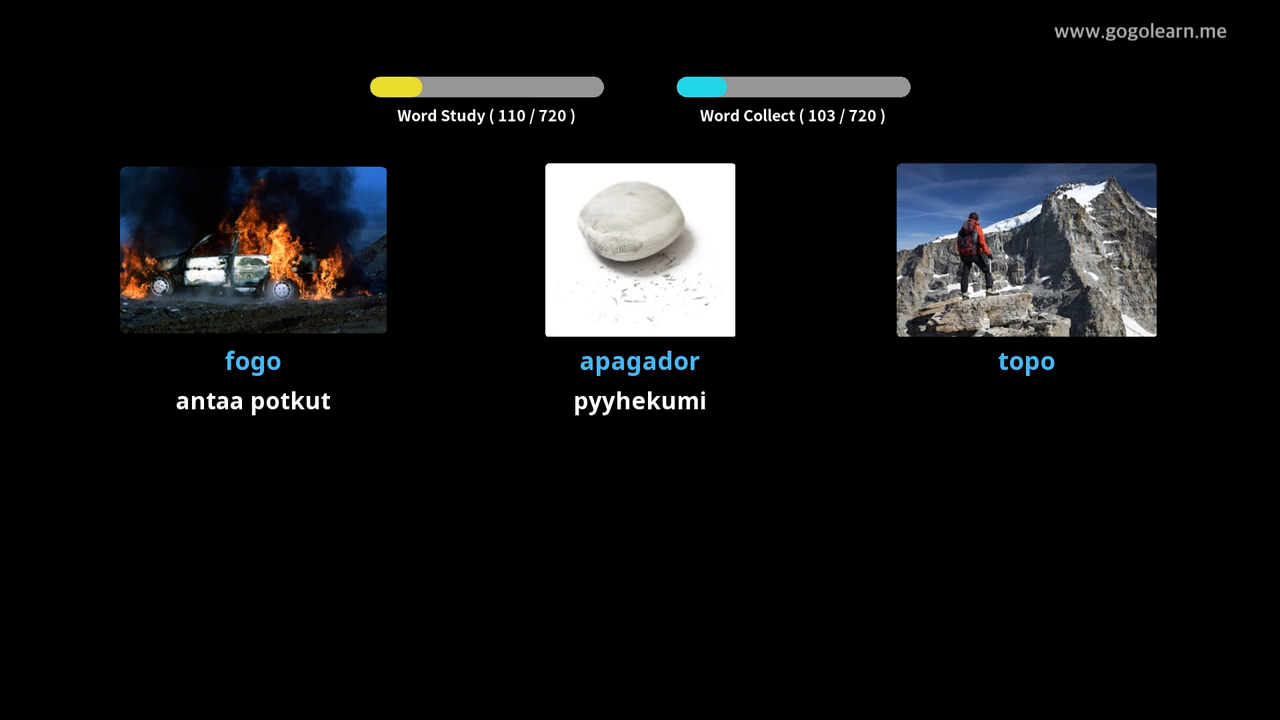 www.gogolearn.me
Word Study ( 110 / 720 )
Word Collect ( 103 / 720 )
fogo
antaa potkut
apagador
pyyhekumi
topo